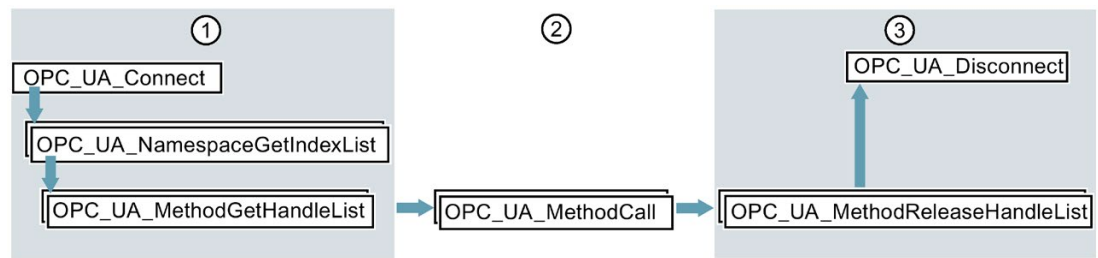 ①
OPC_UA_Connect
OPC_UA_NamespaceGetIndexList
OPC_UA_MethodGetHandleList
②
OPC_UA_MethodCall
③
OPC_UA_Disconnect
OPC_UA_MethodReleaseHandleList